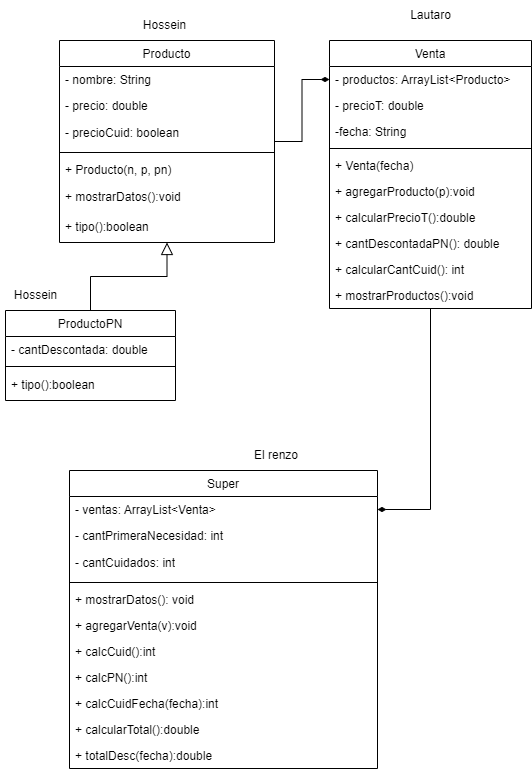 Hossein
Producto
- nombre: String
- precio: double
- precioCuid: boolean
+ Producto(n, p, pn)
+ mostrarDatos():void
+ tipo():boolean
Lautaro
Venta
- productos: ArrayList<Producto>
- precioT: double
-fecha: String
+ Venta(fecha)
+ agregarProducto(p):void
+ calcularPrecioT():double
+ cantDescontadaPN(): double
+ calcularCantCuid(): int
+ mostrarProductos():void
Hossein
ProductoPN
- cantDescontada: double
+ tipo():boolean
El renzo
Super
- ventas: ArrayList<Venta>
- cantPrimeraNecesidad: int
- cantCuidados: int
+ mostrarDatos(): void
+ agregarVenta(v):void
+ calcCuid():int
+ calcPN():int
+ calcCuidFecha(fecha):int
+ calcularTotal():double
+ totalDesc(fecha):double